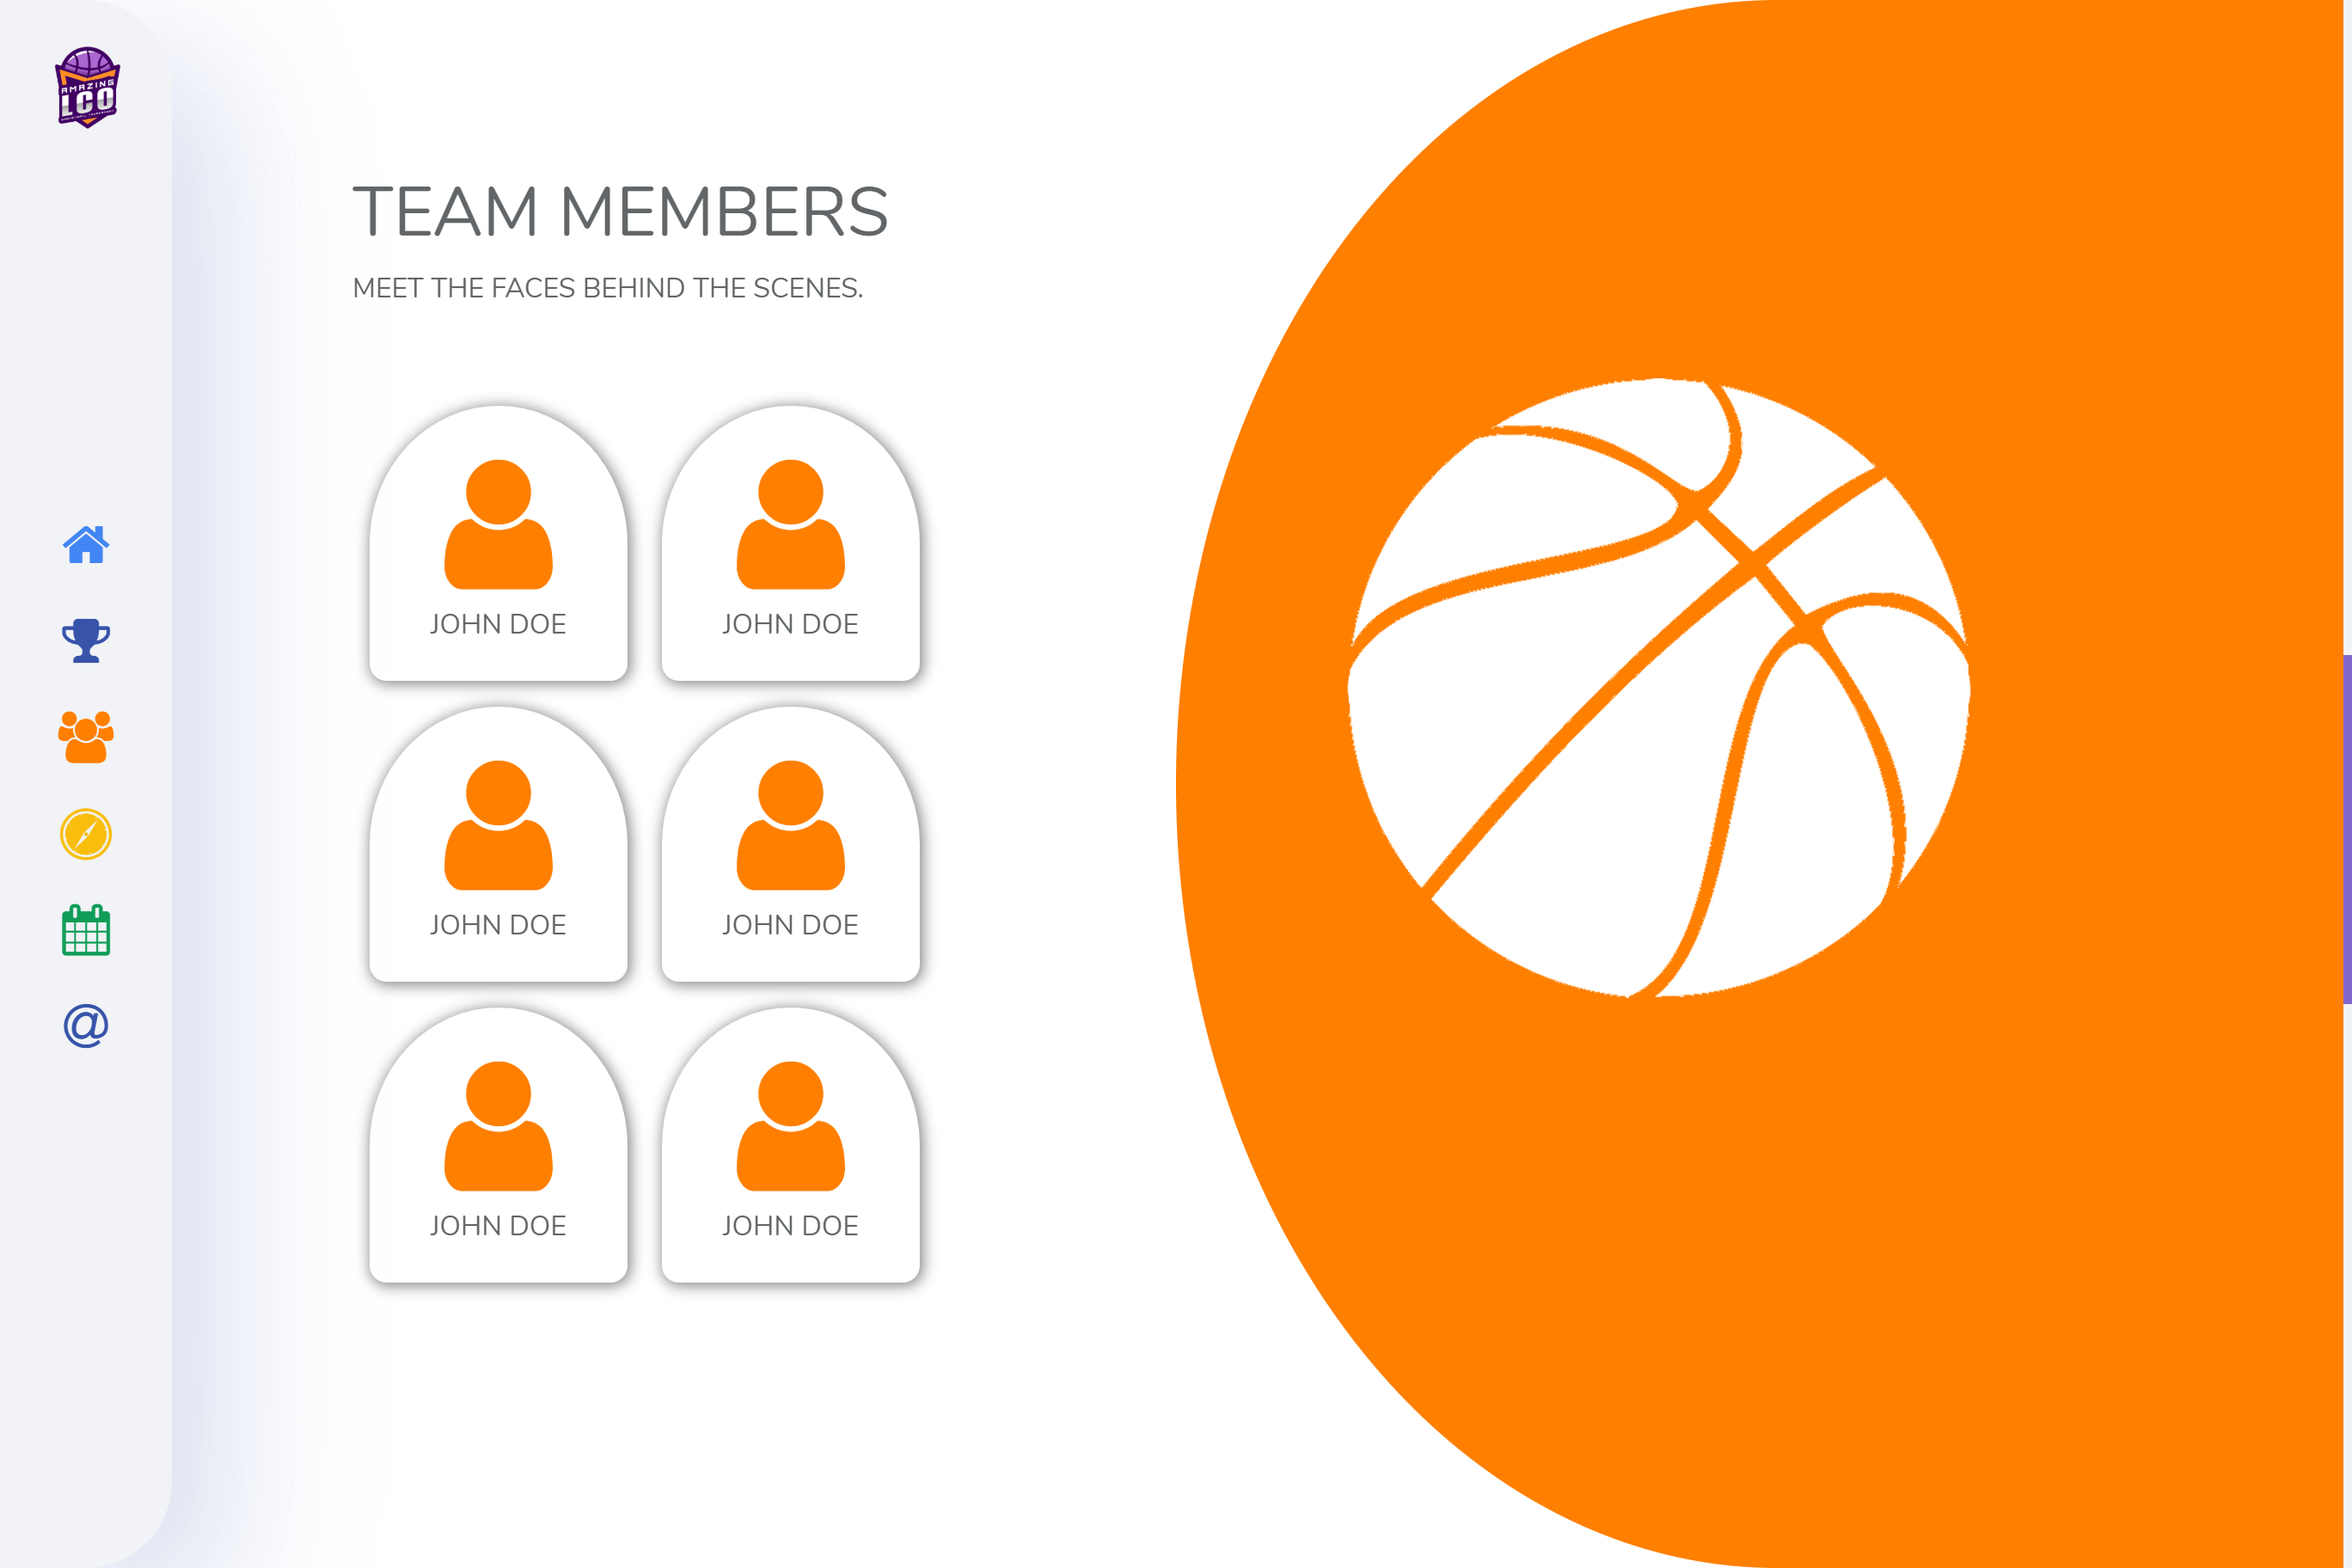 AMAZING
LCO
TEAM MEMBERS
MEET THE FACES BEHIND THE SCENES.
JOHN DOE JOHN DOE
JOHN DOE JOHN DOE
JOHN DOE JOHN DOE
@